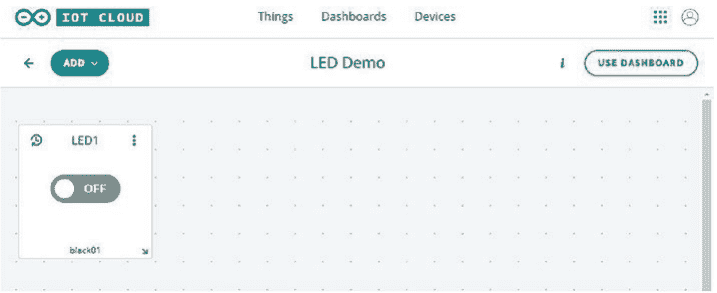 IOT CLOUD Things Dashboards Devices
ADD LED Demo i USE DASHBOARD
LED1
OFF
black01